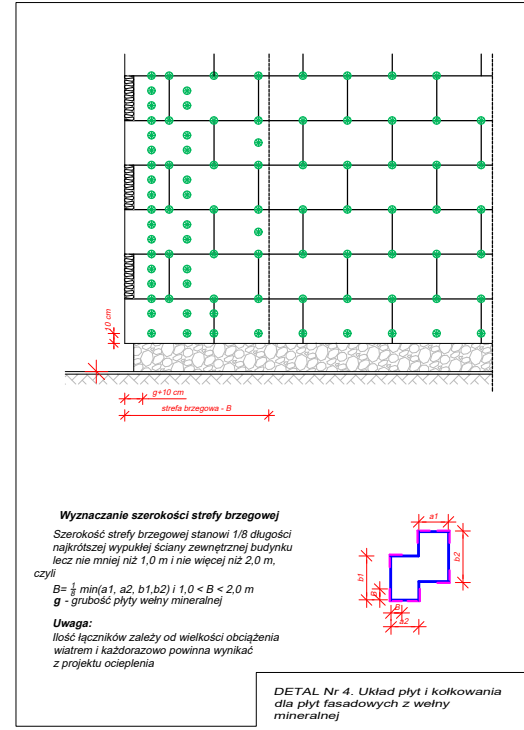 10 cm
g+10 cm
strefa brzegowa - B
Wyznaczanie szerokości strefy brzegowej
Szerokość strefy brzegowej stanowi 1/8 długości
najkrótszej wypukłej ściany zewnętrznej budynku
lecz nie mniej niż 1,0 m i nie więcej niż 2,0 m,
czyli
B= 1/8 min(a1, a2, b1,b2) i 1,0 < B < 2,0 m
g - grubość płyty wełny mineralnej
Uwaga:
Ilość łączników zależy od wielkości obciążenia
wiatrem i każdorazowo powinna wynikać
z projektu ocieplenia
a1
b1
b2
B
B
a2
DETAL Nr 4. Układ płyt i kołkowania
dla płyt fasadowych z wełny
mineralnej